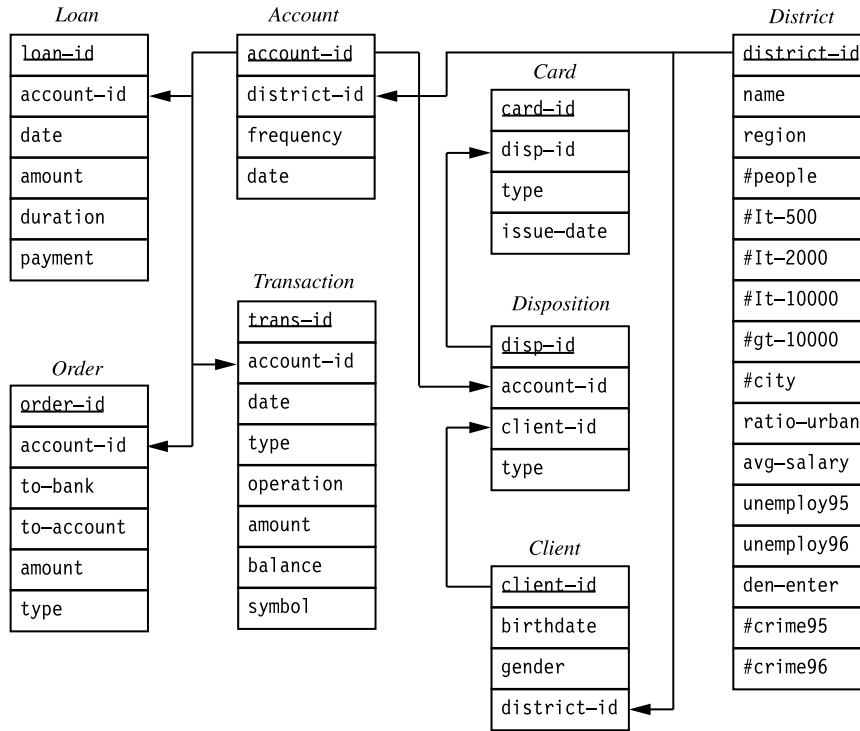 Loan
loan–id
account–id
date
amount
duration
payment
Account
account–id
district–id
frequency
date
Card
card–id
disp–id
type
issue–date
District
district–id
name
region
#people
#It–500
#It–2000
#It–10000
#gt–10000
#city
ratio–urban
avg–salary
unemploy95
unemploy96
den–enter
#crime95
#crime96
Transaction
trans–id
account–id
date
type
operation
amount
balance
symbol
Disposition
disp–id
account–id
client–id
type
Order
order–id
account–id
to–bank
to–account
amount
type
Client
client–id
birthdate
gender
district–id